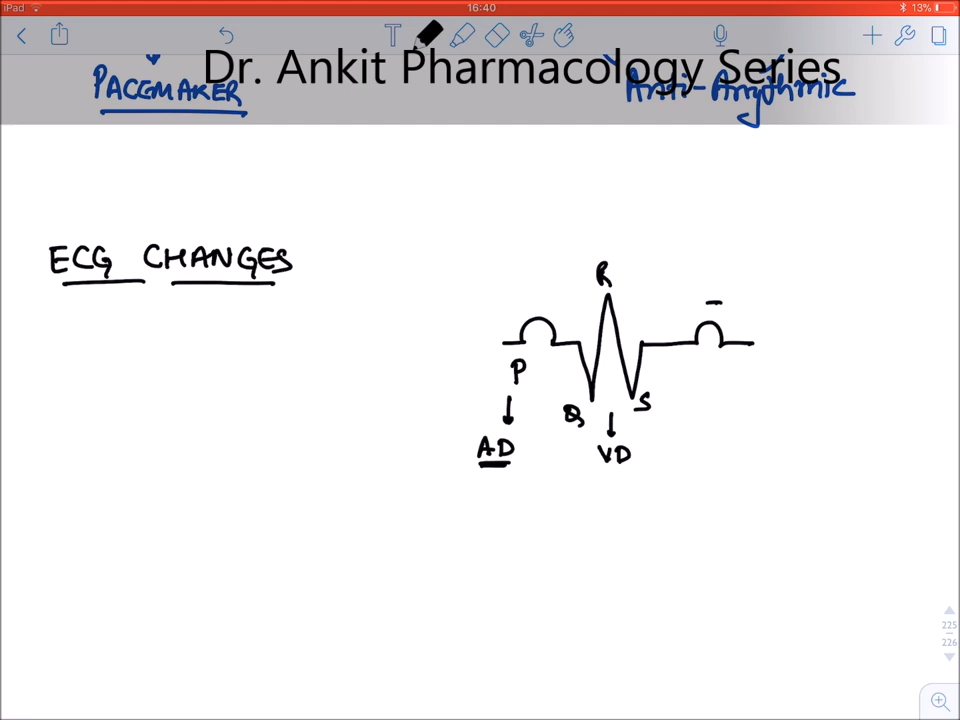 iPad 16:40 13%
Dr. Ankit Pharmacology Series
PACEMAKER Anti-Arrythmic
ECG CHANGES
R
P
Q S
AD VD
225
226